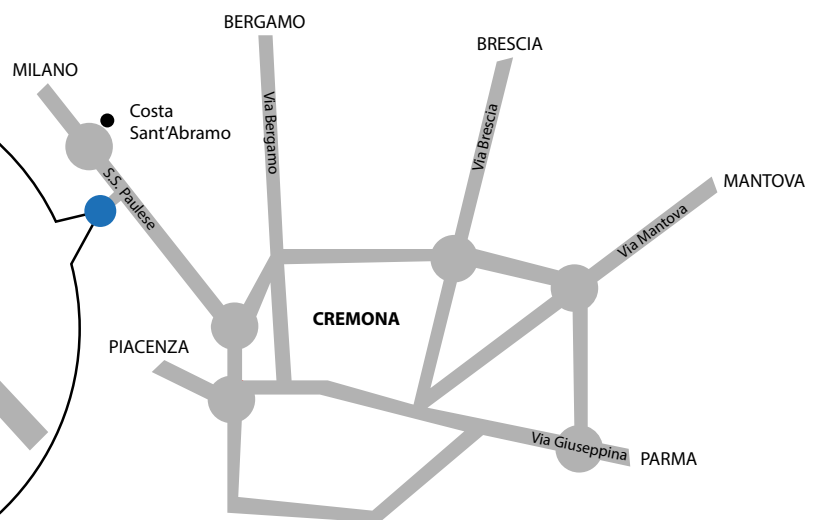 BERGAMO
BRESCIA
MILANO
Costa
Sant'Abramo
Via Bergamo
Via Brescia
S.S. Paulese
MANTOVA
Via Mantova
CREMONA
PIACENZA
Via Giuseppina
PARMA